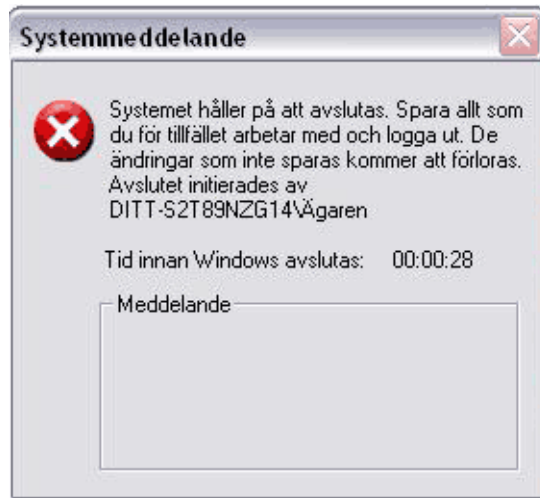 Systemmeddelande
Systemet håller på att avslutas. Spara allt som
du för tillfället arbetar med och logga ut. De
ändringar som inte sparas kommer att förloras.
Avslutet initierades av
DITT-S2T89NZG14\Ägaren
Tid innan Windows avslutas: 00:00:28
Meddelande